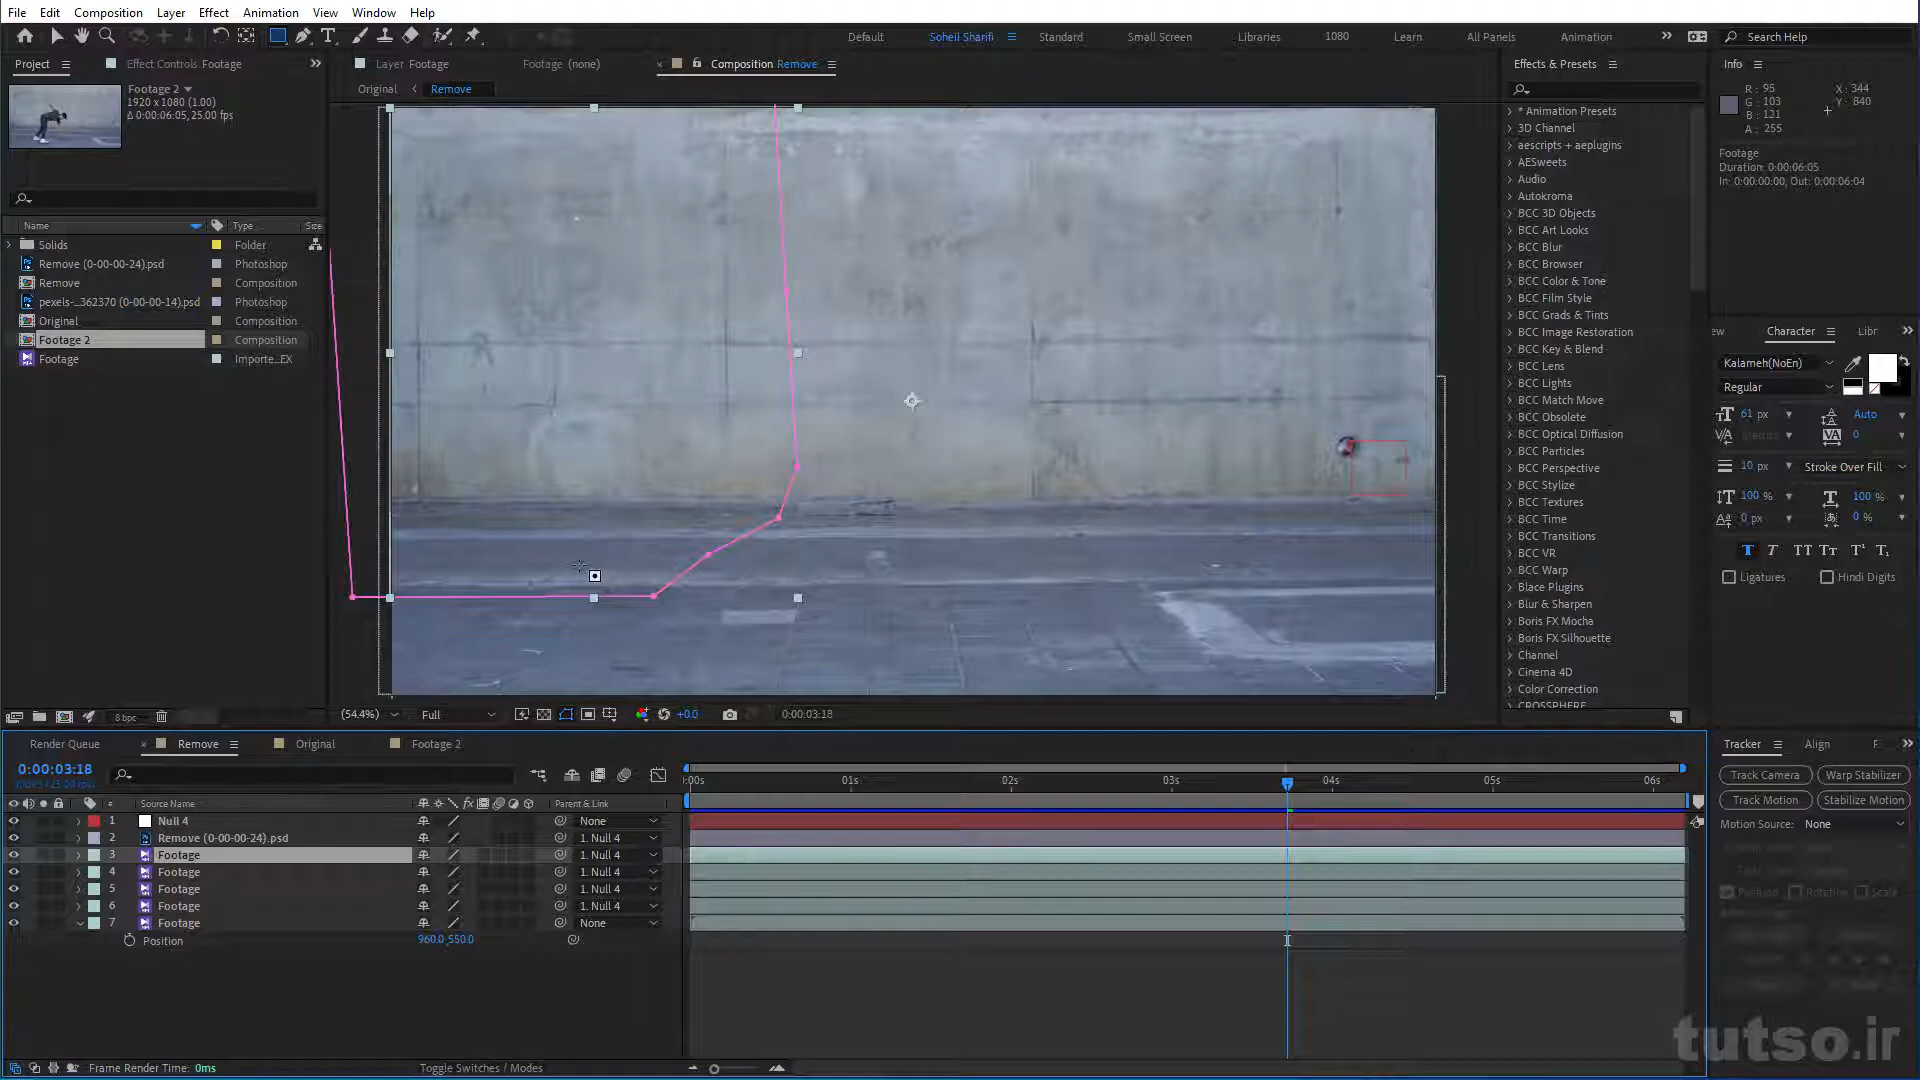 File Edit Composition Layer Effect Animation View Window Help
Default Soheil Sharifi Standard Small Screen Libraries 1080 Learn All Panels Animation Search Help
Project Effect Controls Footage
Footage 2
1920 x 1080 (1.00)
Δ 0:00:06:05, 25.00 fps
Name Type Size
Solids Folder
Remove (0-00-00-24).psd Photoshop
Remove Composition
pexels-...362370 (0-00-00-14).psd Photoshop
Original Composition
Footage 2 Composition
Footage Importe...EX
8 bpc
Layer Footage Footage (none) Composition Remove
Original Remove
(54.4%) Full +0.0 0:00:03:18
Effects & Presets
* Animation Presets
3D Channel
aescripts + aeplugins
AESweets
Audio
Autokroma
BCC 3D Objects
BCC Art Looks
BCC Blur
BCC Browser
BCC Color & Tone
BCC Film Style
BCC Grads & Tints
BCC Image Restoration
BCC Key & Blend
BCC Lens
BCC Lights
BCC Match Move
BCC Obsolete
BCC Optical Diffusion
BCC Particles
BCC Perspective
BCC Stylize
BCC Textures
BCC Time
BCC Transitions
BCC VR
BCC Warp
Blace Plugins
Blur & Sharpen
Boris FX Mocha
Boris FX Silhouette
Channel
Cinema 4D
Color Correction
CROSSPHERE
Info
R: 95 X: 344
G: 103 Y: 840
B: 121
A: 255
Footage
Duration: 0:00:06:05
In: 0:00:00:00, Out: 0:00:06:04
Character Libr
Kalameh(NoEn)
Regular
61 px Auto
0
10 px Stroke Over Fill
100 % 100 %
0 px 0 %
Ligatures Hindi Digits
Render Queue Remove Original Footage 2
0:00:03:18
:00s 01s 02s 03s 04s 05s 06s
# Source Name Parent & Link
1 Null 4 None
2 Remove (0-00-00-24).psd 1. Null 4
3 Footage 1. Null 4
4 Footage 1. Null 4
5 Footage 1. Null 4
6 Footage 1. Null 4
7 Footage None
Position 960.0,550.0
Frame Render Time: 0ms Toggle Switches / Modes
Tracker Align
Track Camera Warp Stabilizer
Track Motion Stabilize Motion
Motion Source: None
Position Rotation Scale
tutso.ir